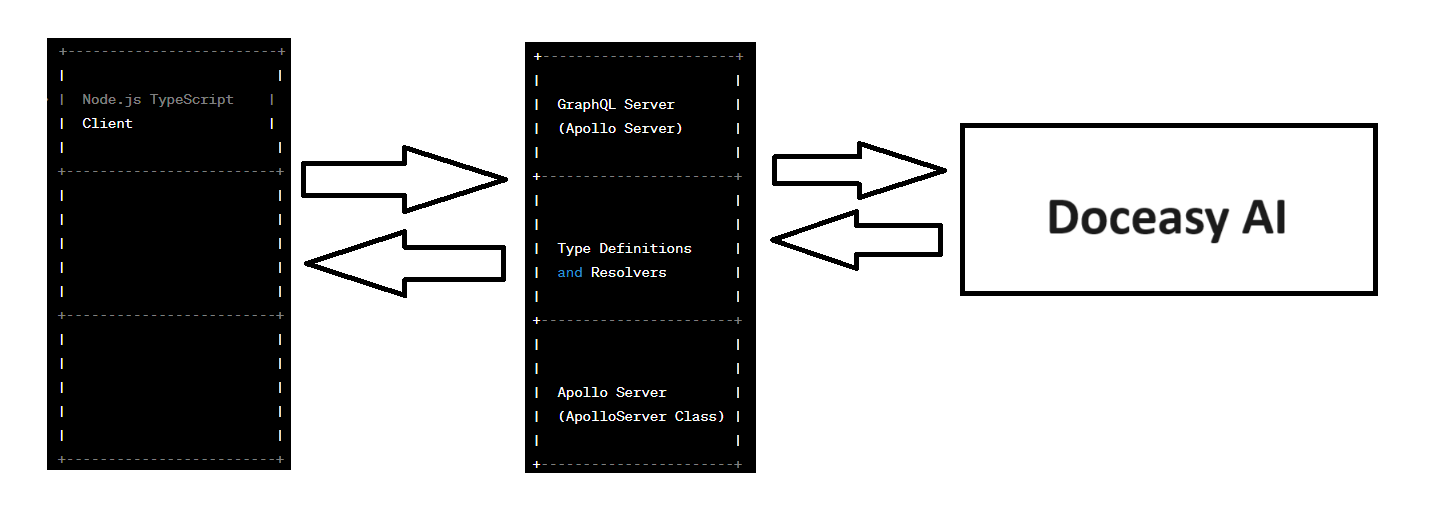 Node.js TypeScript
Client
GraphQL Server
(Apollo Server)
Type Definitions
and Resolvers
Apollo Server
(ApolloServer Class)
Doceasy AI